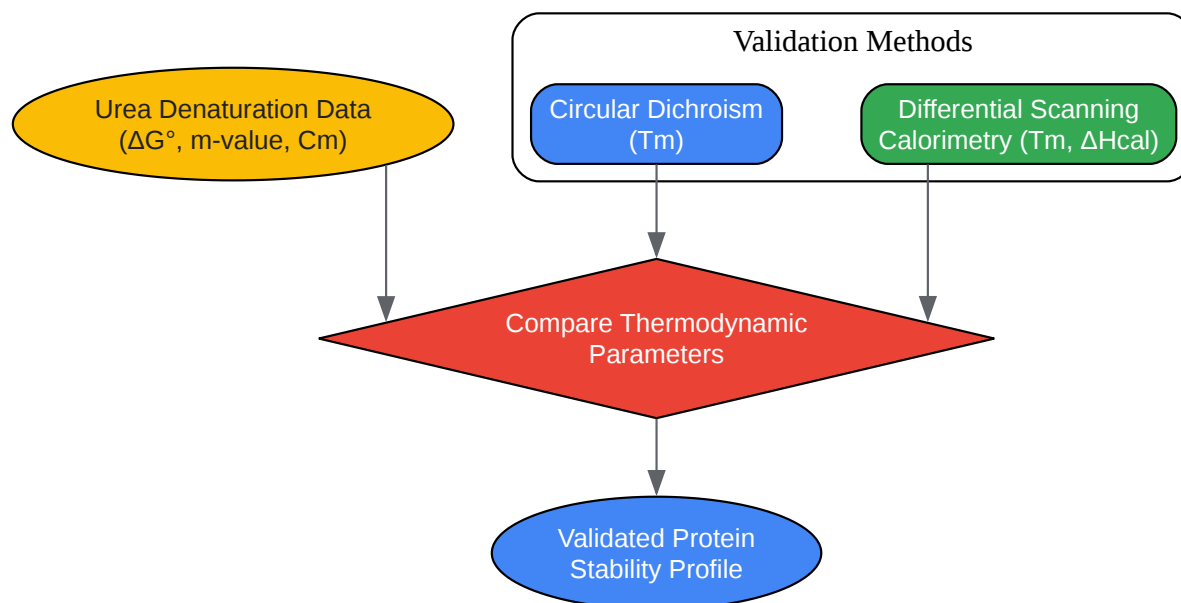 Validation Methods
Urea Denaturation Data
(ΔG°, m-value, Cm)
Circular Dichroism
(Tm)
Differential Scanning
Calorimetry (Tm, ΔHcal)
Compare Thermodynamic
Parameters
Validated Protein
Stability Profile